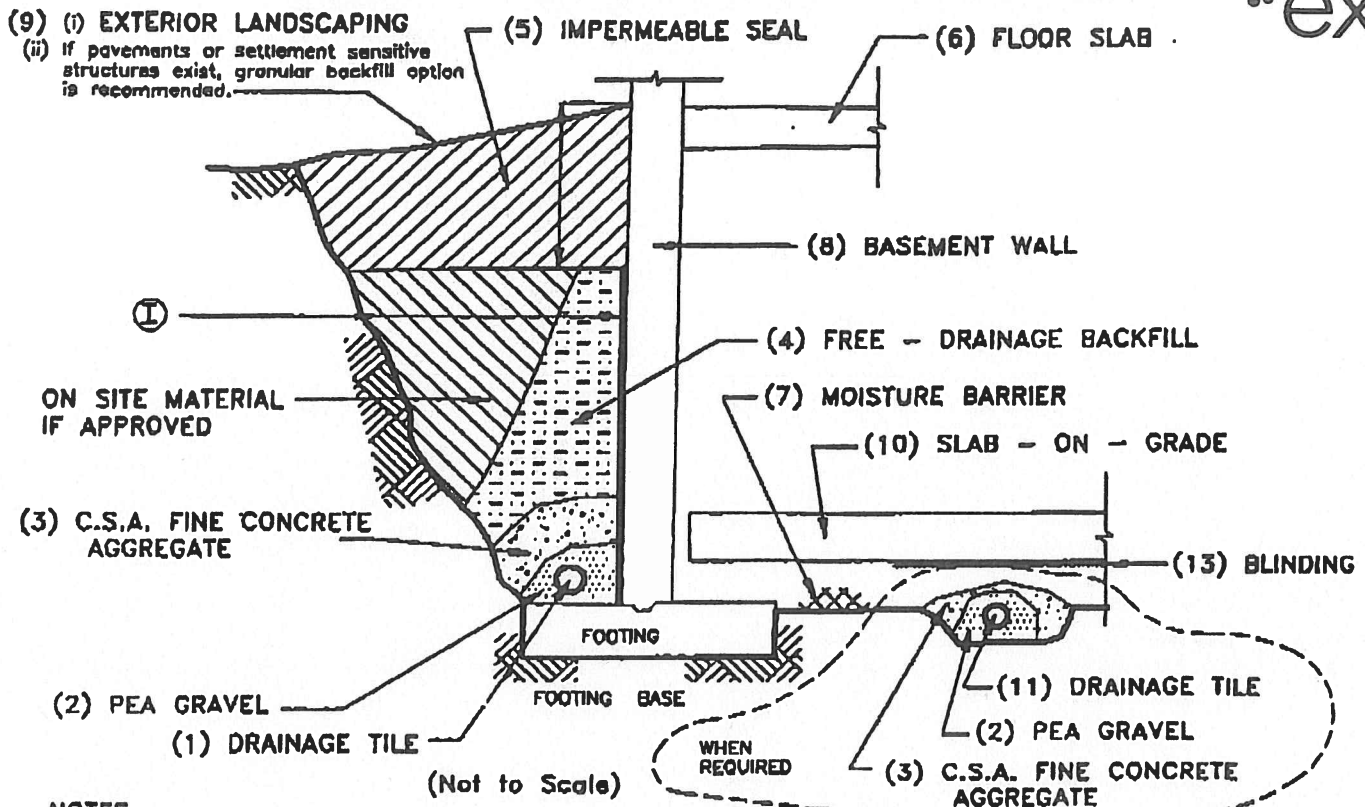 "ex
(9) (i) EXTERIOR LANDSCAPING
(ii) If pavements or settlement sensitive
structures exist, granular backfill option
is recommended.
(5) IMPERMEABLE SEAL
(6) FLOOR SLAB
(8) BASEMENT WALL
I
(4) FREE - DRAINAGE BACKFILL
ON SITE MATERIAL
IF APPROVED
(7) MOISTURE BARRIER
(10) SLAB - ON - GRADE
(3) C.S.A. FINE CONCRETE
AGGREGATE
(13) BLINDING
FOOTING
FOOTING BASE
(2) PEA GRAVEL
(1) DRAINAGE TILE
(11) DRAINAGE TILE
(2) PEA GRAVEL
WHEN
REQUIRED
(3) C.S.A. FINE CONCRETE
AGGREGATE
(Not to Scale)
NOTES